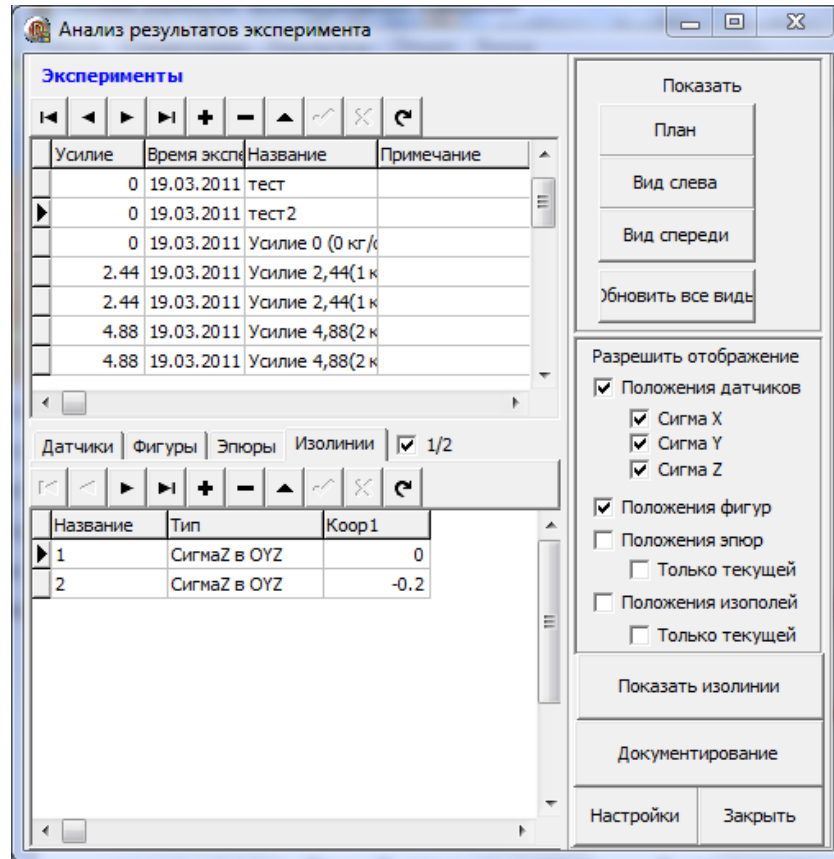 Анализ результатов эксперимента
Эксперименты
Усилие Время экспе Название Примечание
0 19.03.2011 тест
0 19.03.2011 тест2
0 19.03.2011 Усилие 0 (0 кг/с
2.44 19.03.2011 Усилие 2,44(1 к
2.44 19.03.2011 Усилие 2,44(1 к
4.88 19.03.2011 Усилие 4,88(2 к
4.88 19.03.2011 Усилие 4,88(2 к
Датчики Фигуры Эпюры Изолинии 1/2
Название Тип Коор1
1 СигмаZ в OYZ 0
2 СигмаZ в OYZ -0.2
Показать
План
Вид слева
Вид спереди
Обновить все виды
Разрешить отображение
Положения датчиков
Сигма X
Сигма Y
Сигма Z
Положения фигур
Положения эпюр
Только текущей
Положения изополей
Только текущей
Показать изолинии
Документирование
Настройки Закрыть